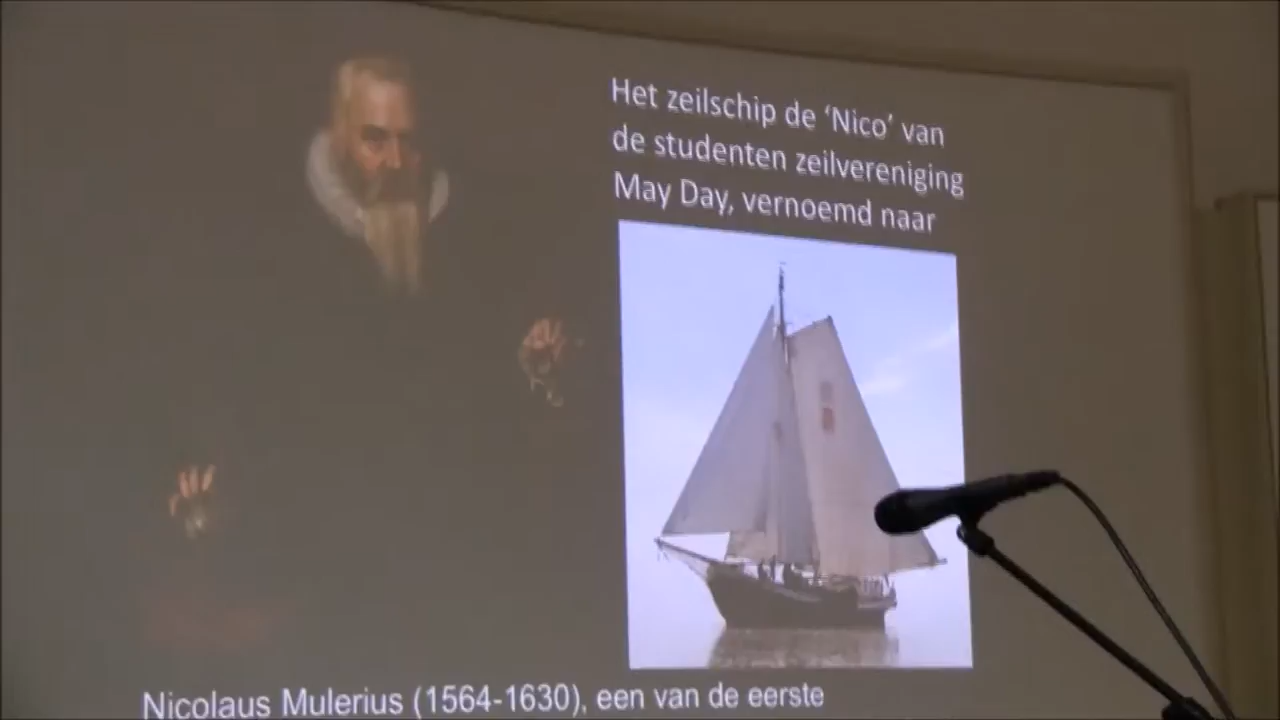 Het zeilschip de ‘Nico’ van
de studenten zeilvereniging
May Day, vernoemd naar
Nicolaus Mulerius (1564-1630), een van de eerste